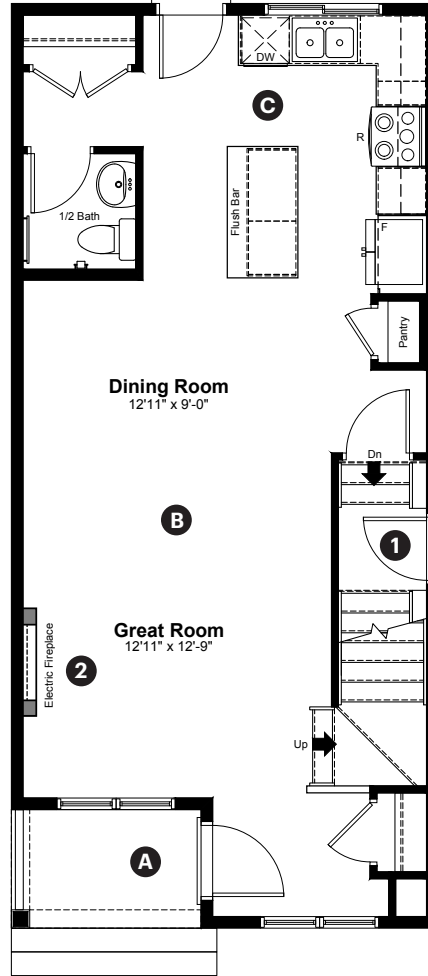 DW
C
R
1/2 Bath
Flush Bar
F
Pantry
Dining Room
12'11" x 9'-0"
Dn
B
1
Great Room
12'11" x 12'-9"
Electric Fireplace
2
Up
A